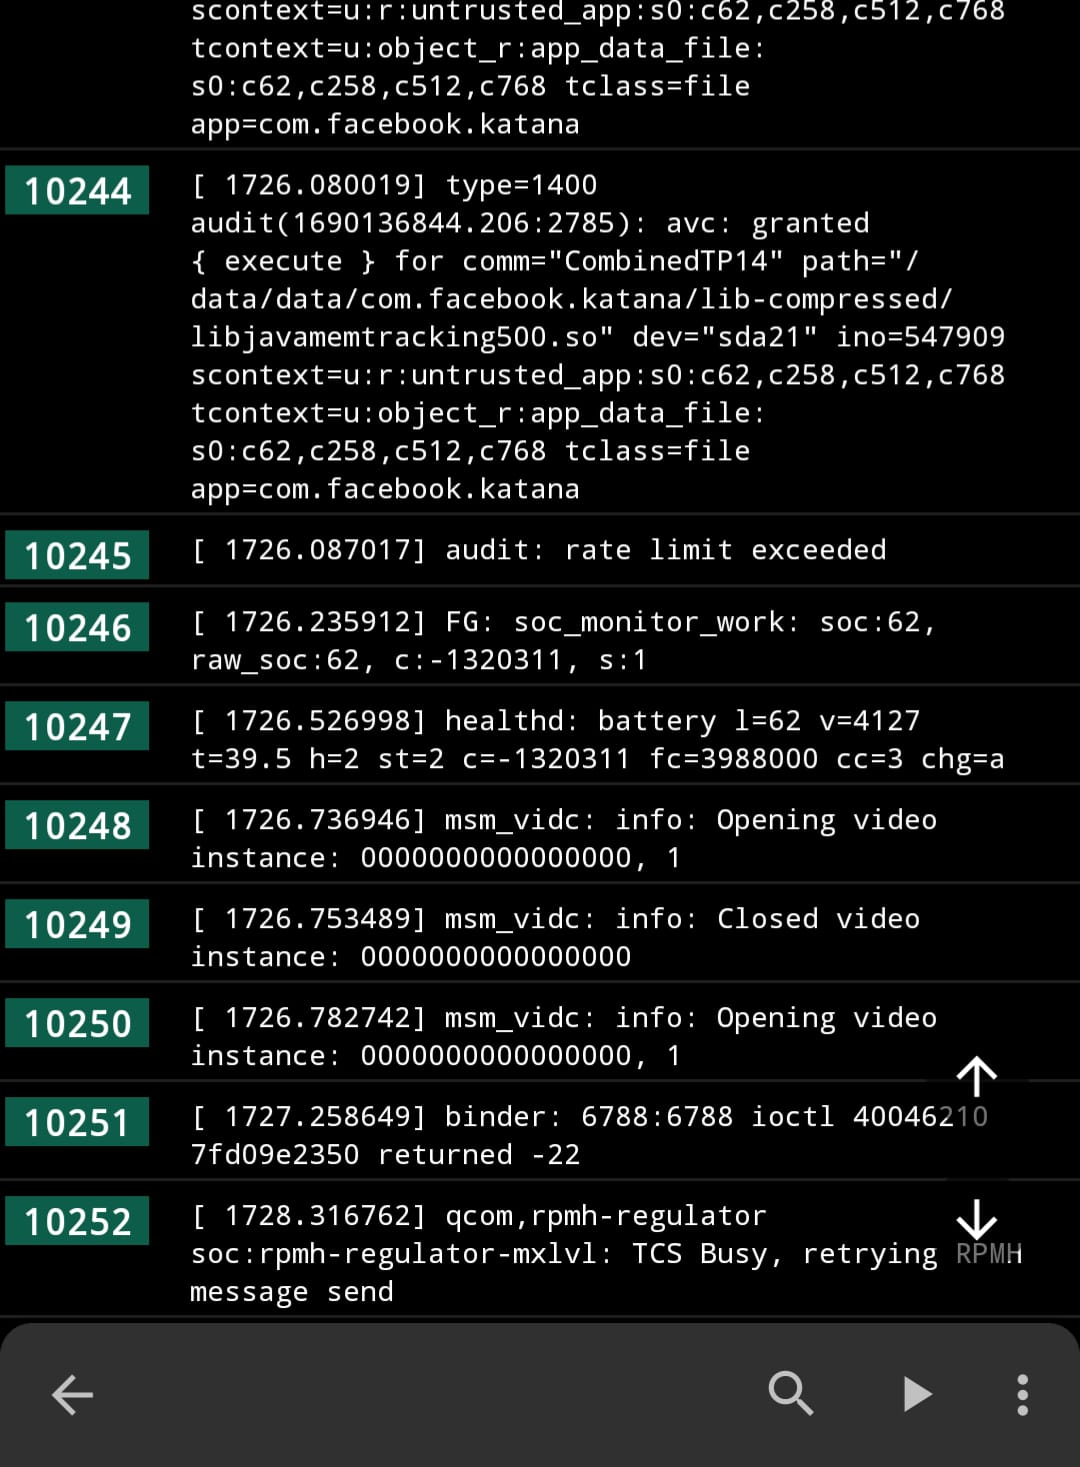 scontext=u:r:untrusted_app:s0:c62,c258,c512,c768
tcontext=u:object_r:app_data_file:
s0:c62,c258,c512,c768 tclass=file
app=com.facebook.katana
10244
[ 1726.080019] type=1400
audit(1690136844.206:2785): avc: granted
{ execute } for comm="CombinedTP14" path="/
data/data/com.facebook.katana/lib-compressed/
libjavamemtracking500.so" dev="sda21" ino=547909
scontext=u:r:untrusted_app:s0:c62,c258,c512,c768
tcontext=u:object_r:app_data_file:
s0:c62,c258,c512,c768 tclass=file
app=com.facebook.katana
10245
[ 1726.087017] audit: rate limit exceeded
10246
[ 1726.235912] FG: soc_monitor_work: soc:62,
raw_soc:62, c:-1320311, s:1
10247
[ 1726.526998] healthd: battery l=62 v=4127
t=39.5 h=2 st=2 c=-1320311 fc=3988000 cc=3 chg=a
10248
[ 1726.736946] msm_vidc: info: Opening video
instance: 0000000000000000, 1
10249
[ 1726.753489] msm_vidc: info: Closed video
instance: 0000000000000000
10250
[ 1726.782742] msm_vidc: info: Opening video
instance: 0000000000000000, 1
10251
[ 1727.258649] binder: 6788:6788 ioctl 40046210
7fd09e2350 returned -22
10252
[ 1728.316762] qcom,rpmh-regulator
soc:rpmh-regulator-mxlvl: TCS Busy, retrying RPMH
message send